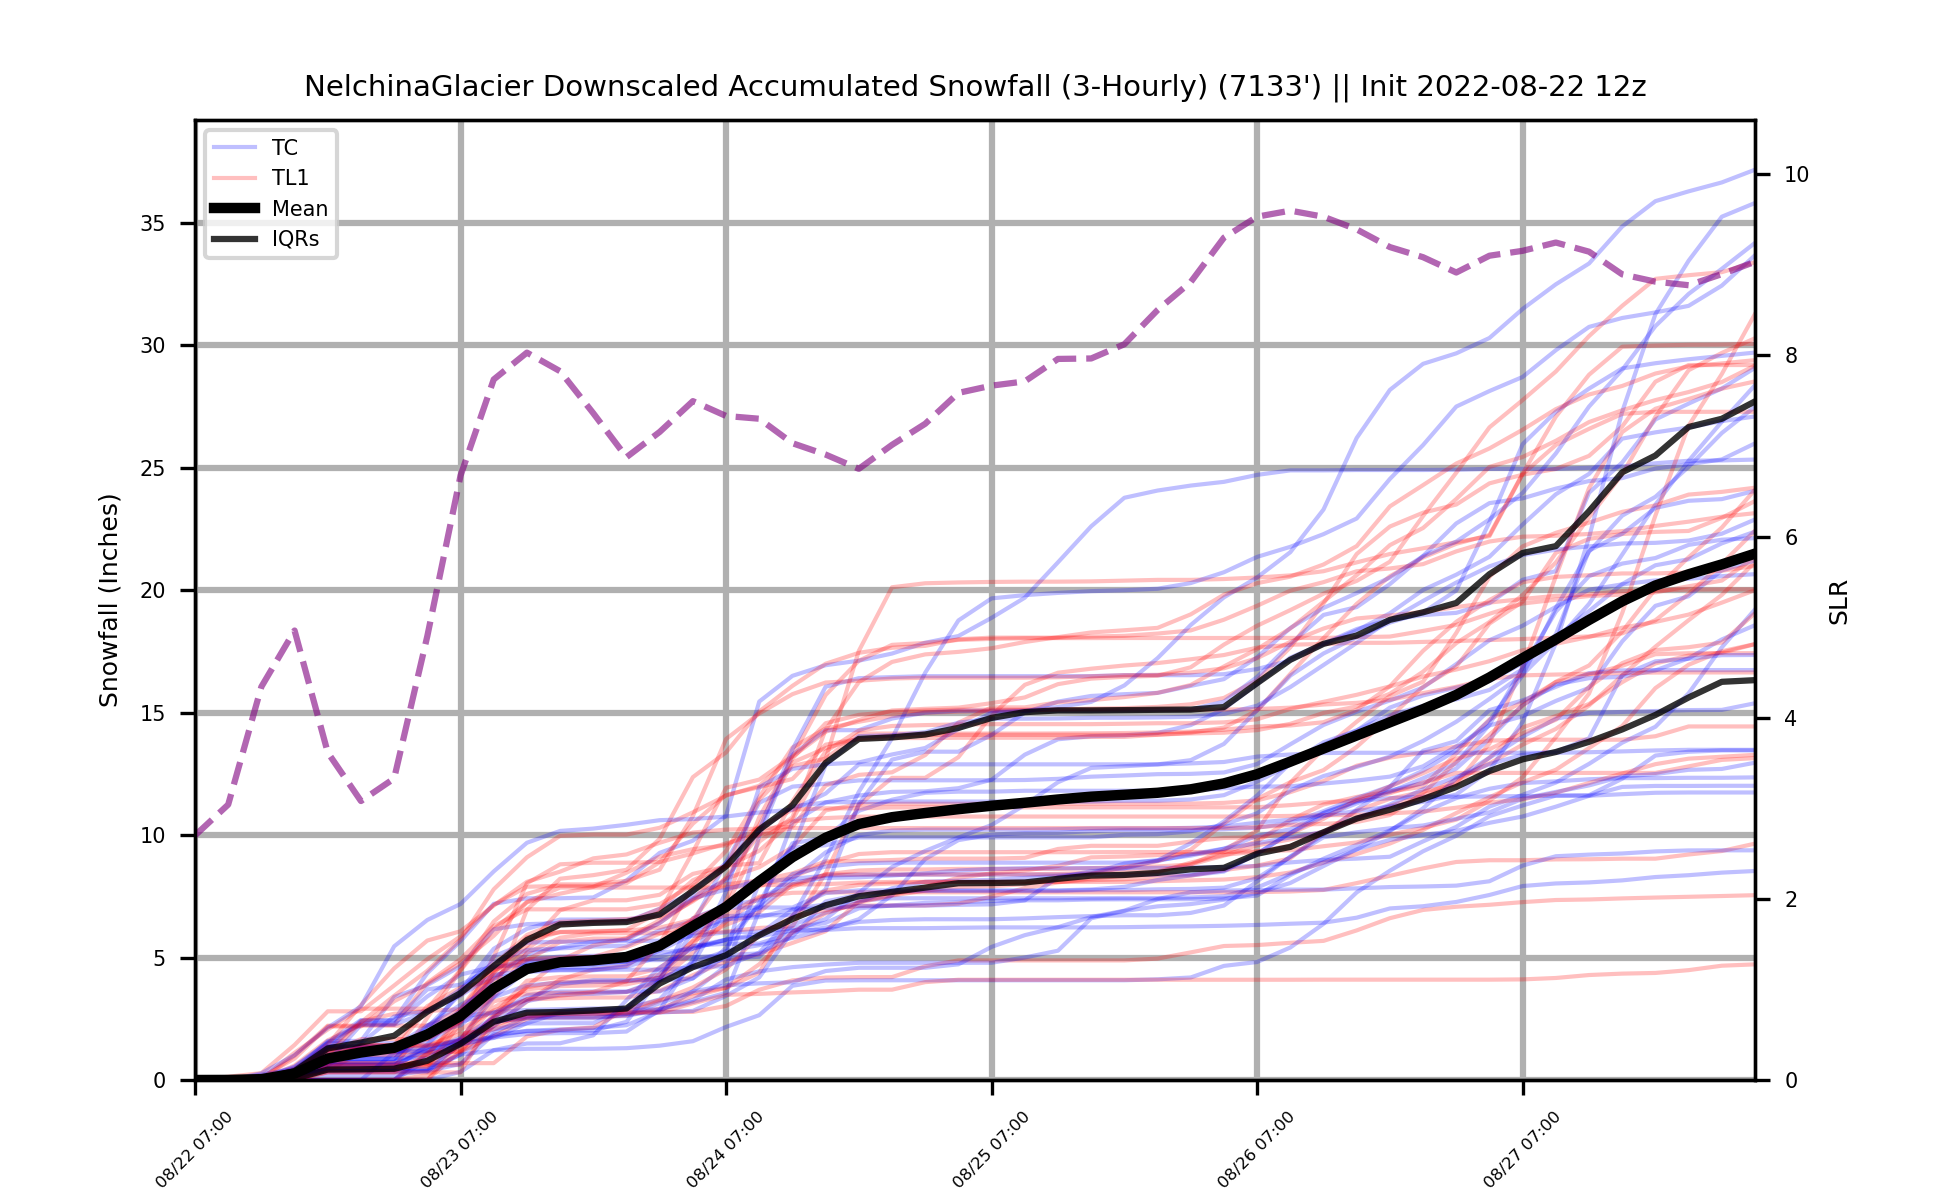 NelchinaGlacier Downscaled Accumulated Snowfall (3-Hourly) (7133') || Init 2022-08-22 12z
TC
TL1
Mean
IQRs
Snowfall (Inches)
35
30
25
20
15
10
5
0
10
8
6
4
2
0
SLR
08/22 07:00
08/23 07:00
08/24 07:00
08/25 07:00
08/26 07:00
08/27 07:00